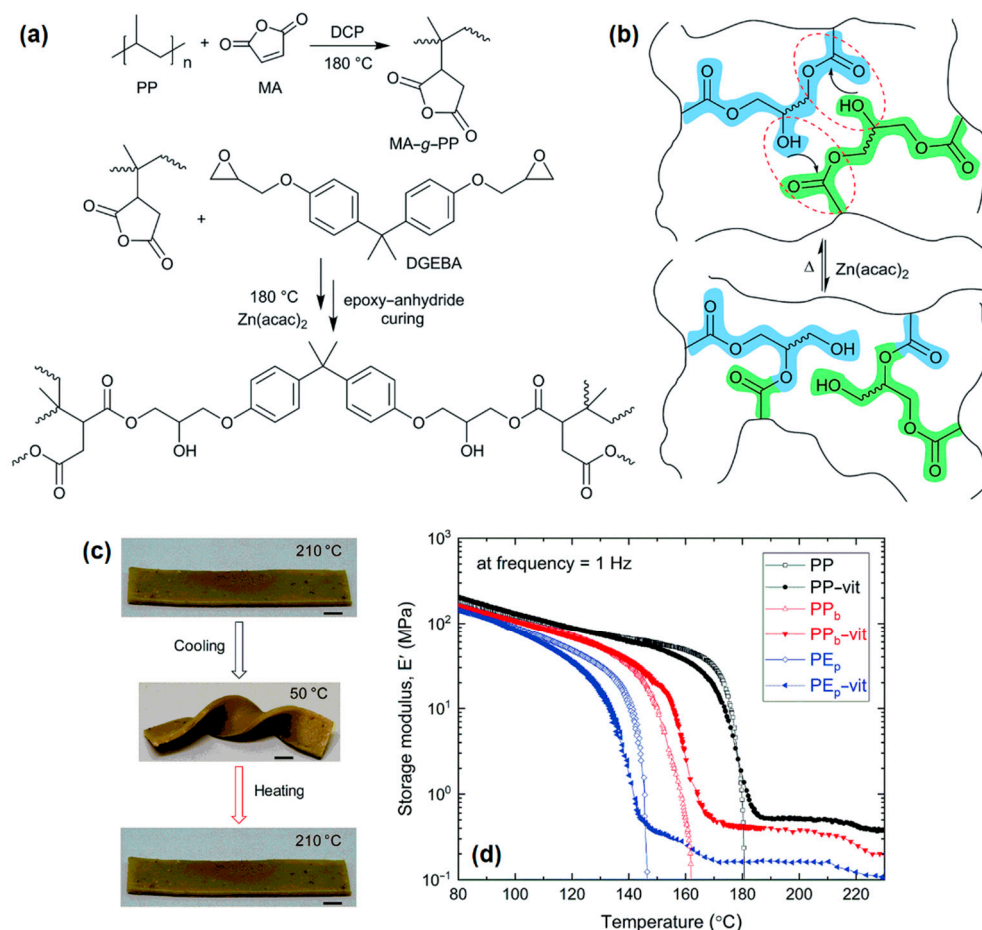 (a)
PP
+
MA
DCP
180 °C
MA–g–PP
n
O
O
O
O
O
O
+
O
O
O
O
O
O
O
DGEBA
180 °C
Zn(acac)2
epoxy–anhydride
curing
O
O
OH
O
O
O
O
OH
O
O
O
O
(b)
O
O
O
O
OH
HO
O
O
O
O
Δ
Zn(acac)2
O
O
OH
O
O
O
O
HO
O
O
(c)
210 °C
Cooling
50 °C
Heating
210 °C
(d)
at frequency = 1 Hz
PP
PP–vit
PPb
PPb–vit
PEp
PEp–vit
Storage modulus, E′ (MPa)
10³
10²
10¹
10⁰
10⁻¹
80 100 120 140 160 180 200 220
Temperature (°C)